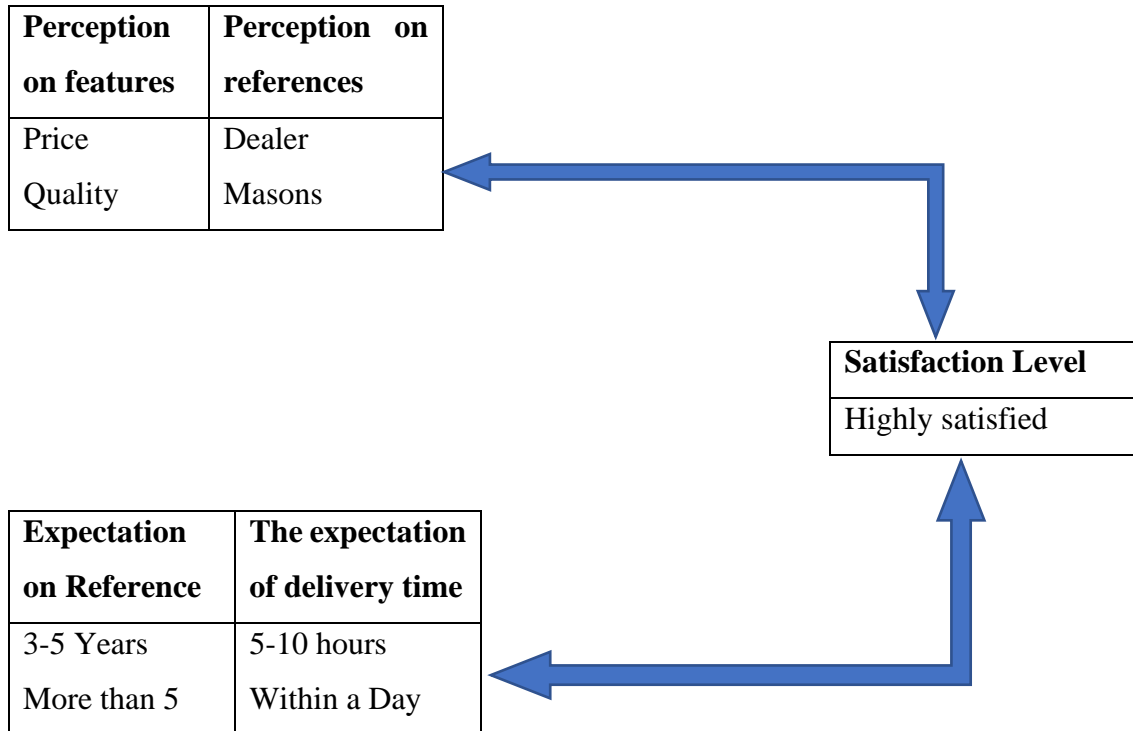 Perception
on features
Perception on
references
Price
Quality
Dealer
Masons
Satisfaction Level
Highly satisfied
Expectation
on Reference
The expectation
of delivery time
3-5 Years
More than 5
5-10 hours
Within a Day